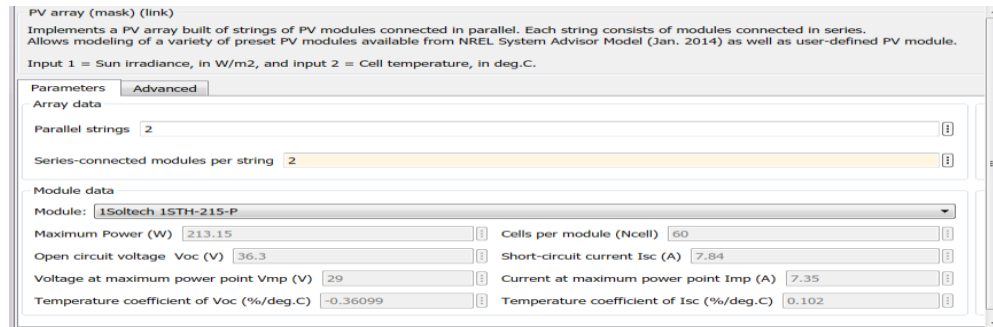 PV array (mask) (link)
Implements a PV array built of strings of PV modules connected in parallel. Each string consists of modules connected in series.
Allows modeling of a variety of preset PV modules available from NREL System Advisor Model (Jan. 2014) as well as user-defined PV module.
Input 1 = Sun irradiance, in W/m2, and input 2 = Cell temperature, in deg.C.
Parameters Advanced
Array data
Parallel strings 2
Series-connected modules per string 2
Module data
Module: 1Soltech 1STH-215-P
Maximum Power (W) 213.15 Cells per module (Ncell) 60
Open circuit voltage Voc (V) 36.3 Short-circuit current Isc (A) 7.84
Voltage at maximum power point Vmp (V) 29 Current at maximum power point Imp (A) 7.35
Temperature coefficient of Voc (%/deg.C) -0.36099 Temperature coefficient of Isc (%/deg.C) 0.102